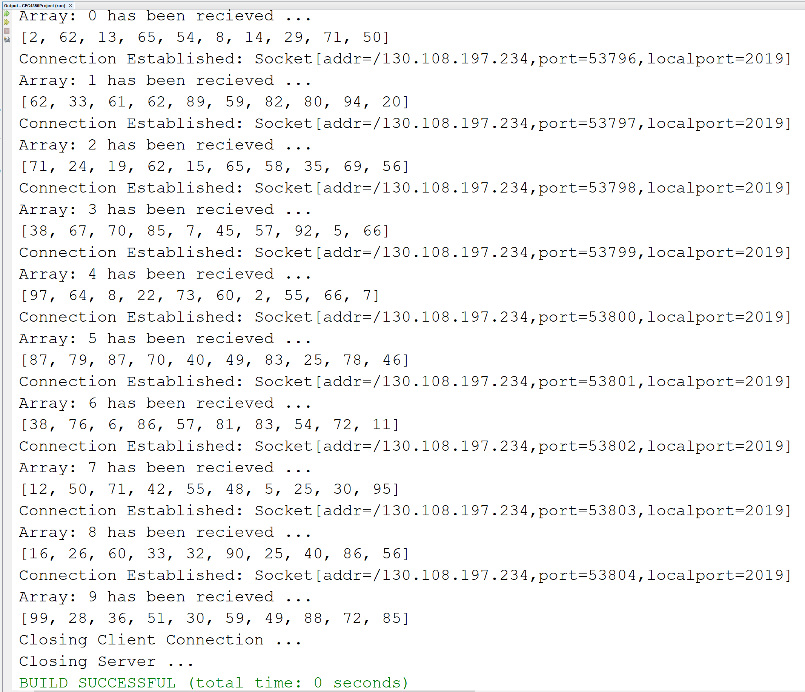 Output - CEG4350Project (run) ×
Array: 0 has been recieved ...
[2, 62, 13, 65, 54, 8, 14, 29, 71, 50]
Connection Established: Socket[addr=/130.108.197.234,port=53796,localport=2019]
Array: 1 has been recieved ...
[62, 33, 61, 62, 89, 59, 82, 80, 94, 20]
Connection Established: Socket[addr=/130.108.197.234,port=53797,localport=2019]
Array: 2 has been recieved ...
[71, 24, 19, 62, 15, 65, 58, 35, 69, 56]
Connection Established: Socket[addr=/130.108.197.234,port=53798,localport=2019]
Array: 3 has been recieved ...
[38, 67, 70, 85, 7, 45, 57, 92, 5, 66]
Connection Established: Socket[addr=/130.108.197.234,port=53799,localport=2019]
Array: 4 has been recieved ...
[97, 64, 8, 22, 73, 60, 2, 55, 66, 7]
Connection Established: Socket[addr=/130.108.197.234,port=53800,localport=2019]
Array: 5 has been recieved ...
[87, 79, 87, 70, 40, 49, 83, 25, 78, 46]
Connection Established: Socket[addr=/130.108.197.234,port=53801,localport=2019]
Array: 6 has been recieved ...
[38, 76, 6, 86, 57, 81, 83, 54, 72, 11]
Connection Established: Socket[addr=/130.108.197.234,port=53802,localport=2019]
Array: 7 has been recieved ...
[12, 50, 71, 42, 55, 48, 5, 25, 30, 95]
Connection Established: Socket[addr=/130.108.197.234,port=53803,localport=2019]
Array: 8 has been recieved ...
[16, 26, 60, 33, 32, 90, 25, 40, 86, 56]
Connection Established: Socket[addr=/130.108.197.234,port=53804,localport=2019]
Array: 9 has been recieved ...
[99, 28, 36, 51, 30, 59, 49, 88, 72, 85]
Closing Client Connection ...
Closing Server ...
BUILD SUCCESSFUL (total time: 0 seconds)